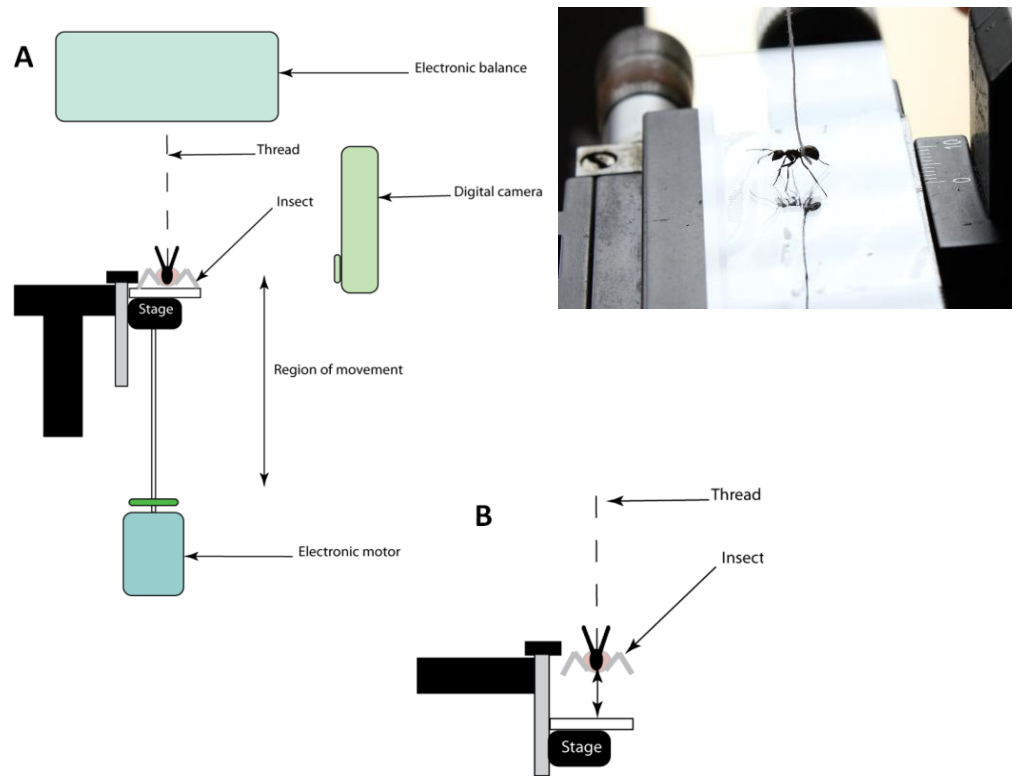 A
Electronic balance
Thread
Digital camera
Insect
Stage
Region of movement
Electronic motor
B
Thread
Insect
Stage